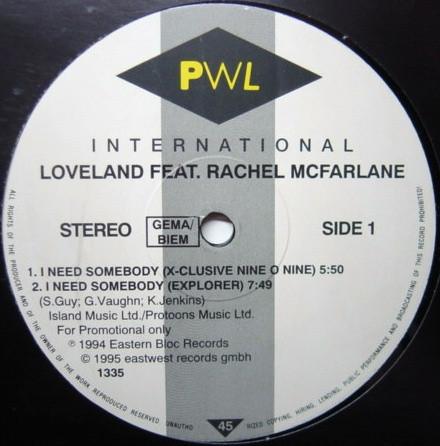 PWL
INTERNATIONAL
LOVELAND FEAT. RACHEL MCFARLANE
STEREO
GEMA/
BIEM
SIDE 1
1. I NEED SOMEBODY (X-CLUSIVE NINE O NINE) 5:50
2. I NEED SOMEBODY (EXPLORER) 7:49
(S.Guy; G.Vaughn; K.Jenkins)
Island Music Ltd./Protoons Music Ltd.
For Promotional only
℗ 1994 Eastern Bloc Records
© 1995 eastwest records gmbh
1335
45
ALL RIGHTS OF THE PRODUCER AND OF THE OWNER OF THE WORK REPRODUCED RESERVED UNAUTHO RIZED COPYING, HIRING, LENDING, PUBLIC PERFORMANCE AND BROADCASTING OF THIS RECORD PROHIBITED!